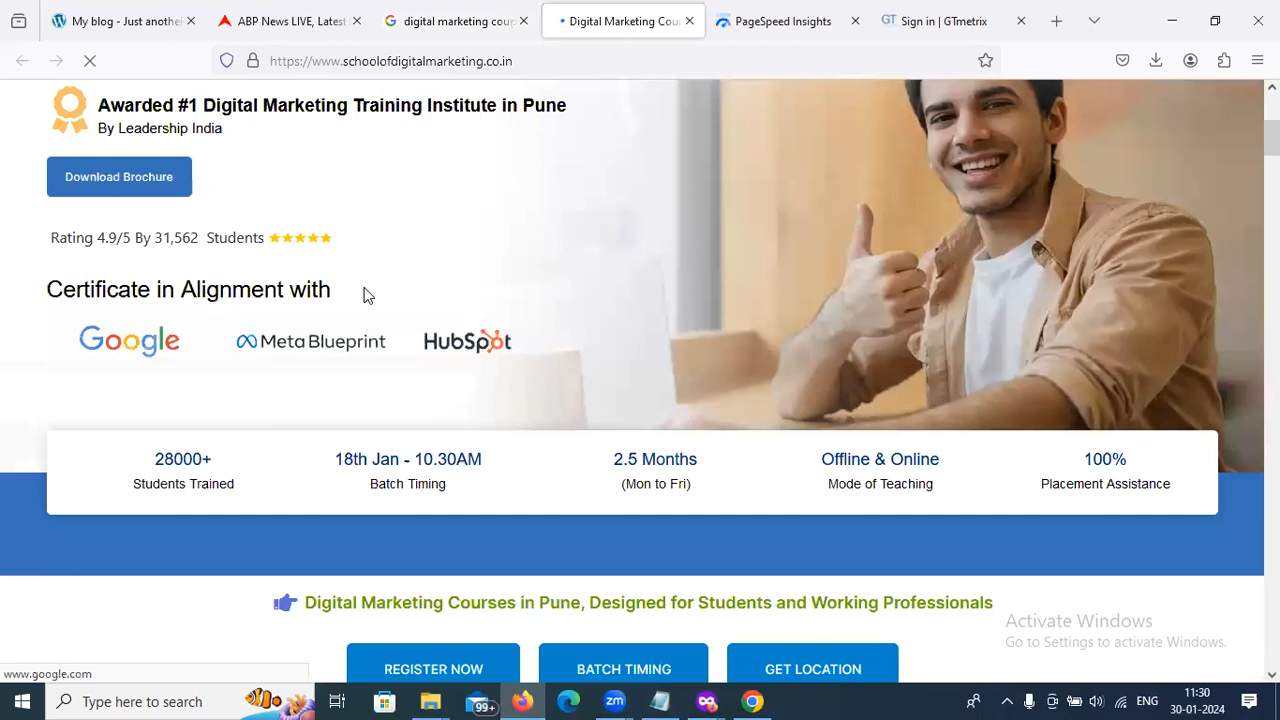 My blog - Just anothe
ABP News LIVE, Latest
digital marketing cou
Digital Marketing Cou
PageSpeed Insights
GT Sign in | GTmetrix
https://www.schoolofdigitalmarketing.co.in
Awarded #1 Digital Marketing Training Institute in Pune
By Leadership India
Download Brochure
Rating 4.9/5 By 31,562 Students
Certificate in Alignment with
Google
Meta Blueprint
HubSpot
28000+
Students Trained
18th Jan - 10.30AM
Batch Timing
2.5 Months
(Mon to Fri)
Offline & Online
Mode of Teaching
100%
Placement Assistance
Digital Marketing Courses in Pune, Designed for Students and Working Professionals
REGISTER NOW
BATCH TIMING
GET LOCATION
Activate Windows
Go to Settings to activate Windows.
www.google.com
Type here to search
99+
zm
ENG
11:30
30-01-2024